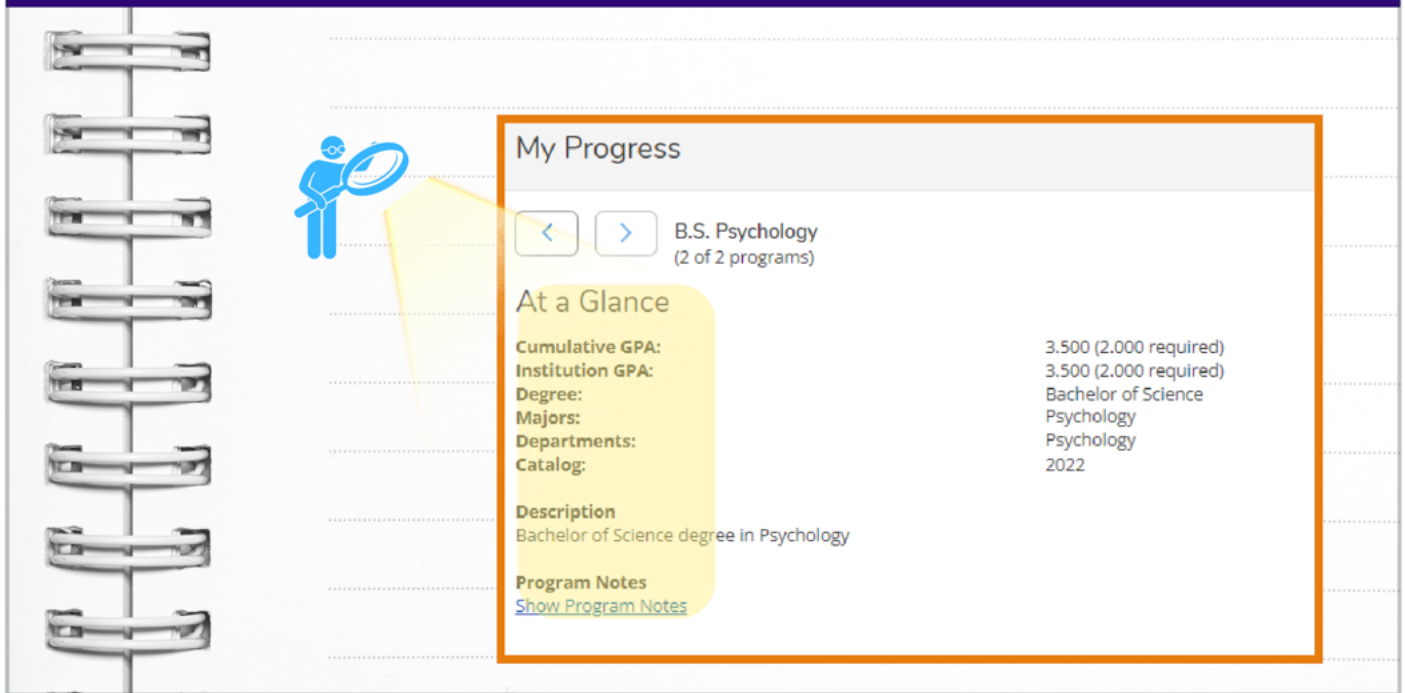 My Progress
B.S. Psychology
(2 of 2 programs)
At a Glance
Cumulative GPA: 3.500 (2.000 required)
Institution GPA: 3.500 (2.000 required)
Degree: Bachelor of Science
Majors: Psychology
Departments: Psychology
Catalog: 2022
Description
Bachelor of Science degree in Psychology
Program Notes
Show Program Notes